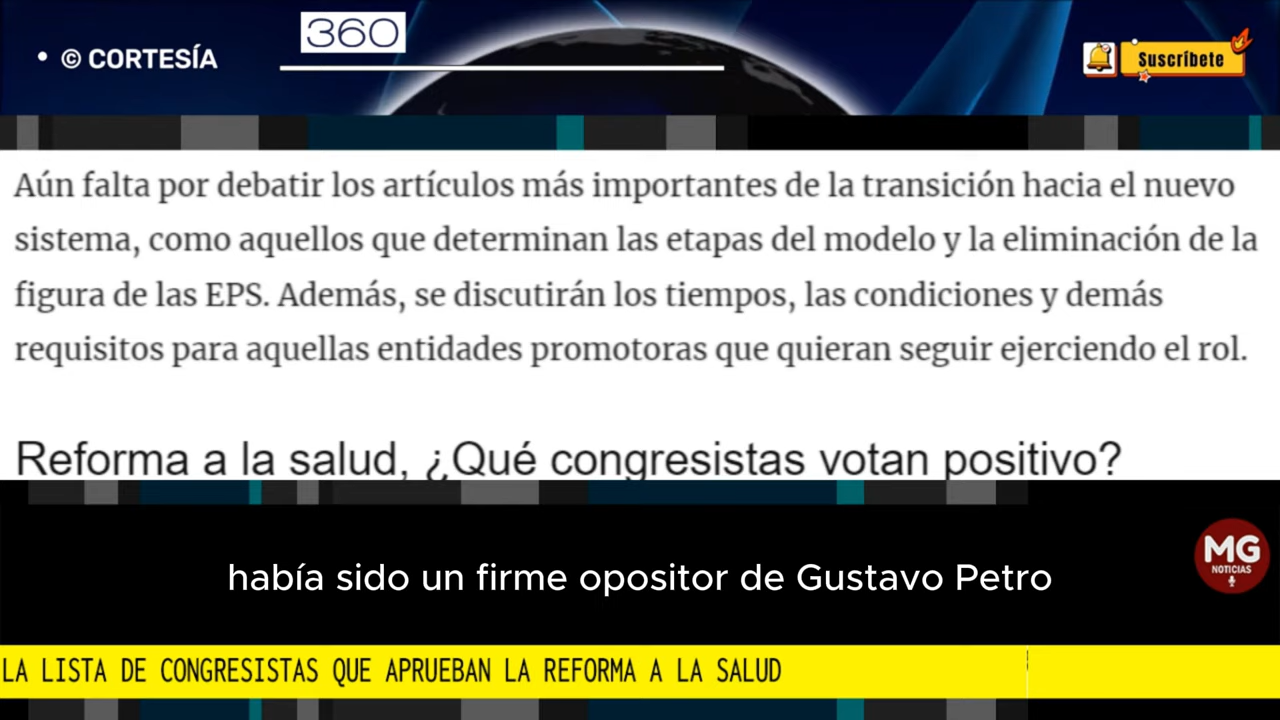 • © CORTESÍA
360
Suscríbete
Aún falta por debatir los artículos más importantes de la transición hacia el nuevo
sistema, como aquellos que determinan las etapas del modelo y la eliminación de la
figura de las EPS. Además, se discutirán los tiempos, las condiciones y demás
requisitos para aquellas entidades promotoras que quieran seguir ejerciendo el rol.
Reforma a la salud, ¿Qué congresistas votan positivo?
MG
NOTICIAS
había sido un firme opositor de Gustavo Petro
LA LISTA DE CONGRESISTAS QUE APRUEBAN LA REFORMA A LA SALUD